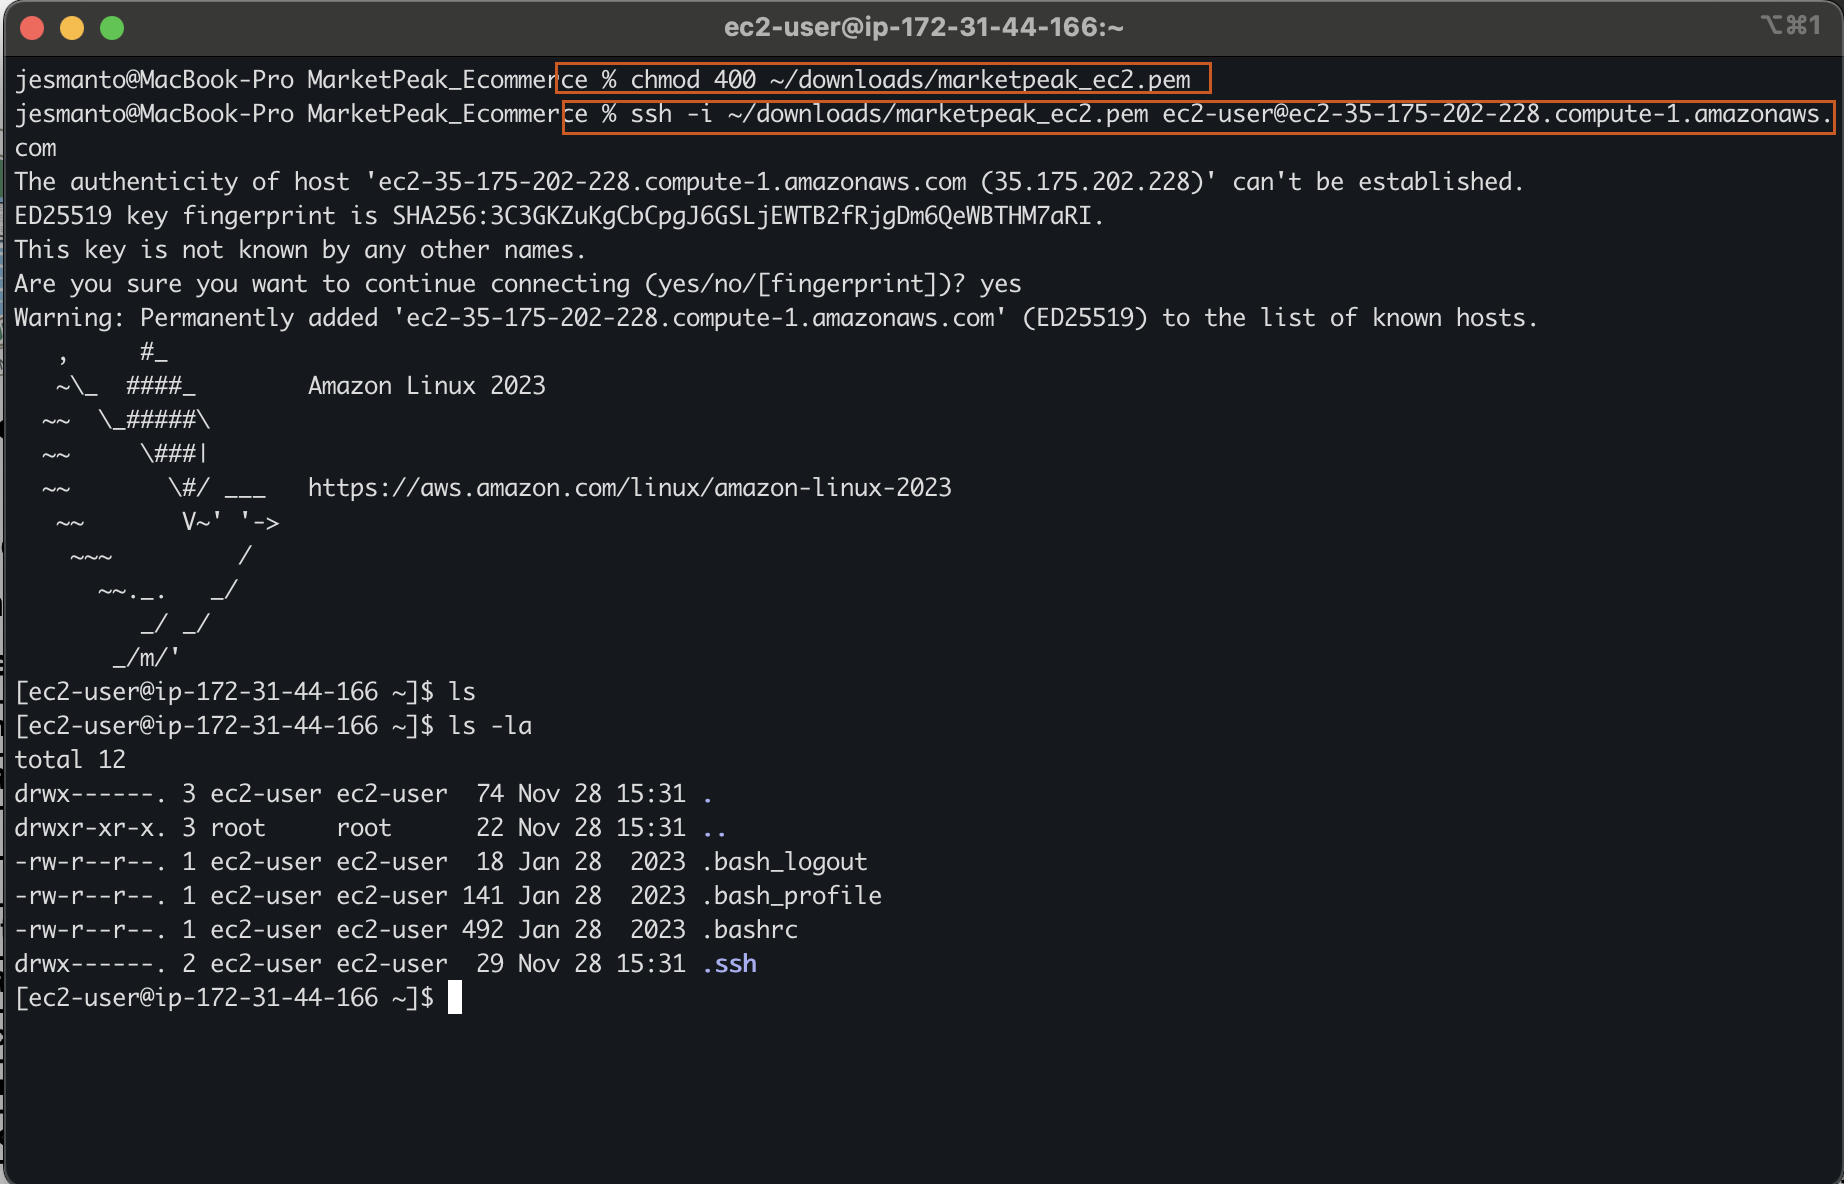 ec2-user@ip-172-31-44-166:~
⌥⌘1
jesmanto@MacBook-Pro MarketPeak_Ecommerce % chmod 400 ~/downloads/marketpeak_ec2.pem
jesmanto@MacBook-Pro MarketPeak_Ecommerce % ssh -i ~/downloads/marketpeak_ec2.pem ec2-user@ec2-35-175-202-228.compute-1.amazonaws.
com
The authenticity of host 'ec2-35-175-202-228.compute-1.amazonaws.com (35.175.202.228)' can't be established.
ED25519 key fingerprint is SHA256:3C3GKZuKgCbCpgJ6GSLjEWTB2fRjgDm6QeWBTHM7aRI.
This key is not known by any other names.
Are you sure you want to continue connecting (yes/no/[fingerprint])? yes
Warning: Permanently added 'ec2-35-175-202-228.compute-1.amazonaws.com' (ED25519) to the list of known hosts.
   ,     #_
   ~\_  ####_        Amazon Linux 2023
  ~~  \_#####\
  ~~     \###|
  ~~       \#/ ___   https://aws.amazon.com/linux/amazon-linux-2023
   ~~       V~' '->
    ~~~         /
      ~~._.   _/
         _/ _/
       _/m/'
[ec2-user@ip-172-31-44-166 ~]$ ls
[ec2-user@ip-172-31-44-166 ~]$ ls -la
total 12
drwx------. 3 ec2-user ec2-user  74 Nov 28 15:31 .
drwxr-xr-x. 3 root     root      22 Nov 28 15:31 ..
-rw-r--r--. 1 ec2-user ec2-user  18 Jan 28  2023 .bash_logout
-rw-r--r--. 1 ec2-user ec2-user 141 Jan 28  2023 .bash_profile
-rw-r--r--. 1 ec2-user ec2-user 492 Jan 28  2023 .bashrc
drwx------. 2 ec2-user ec2-user  29 Nov 28 15:31 .ssh
[ec2-user@ip-172-31-44-166 ~]$